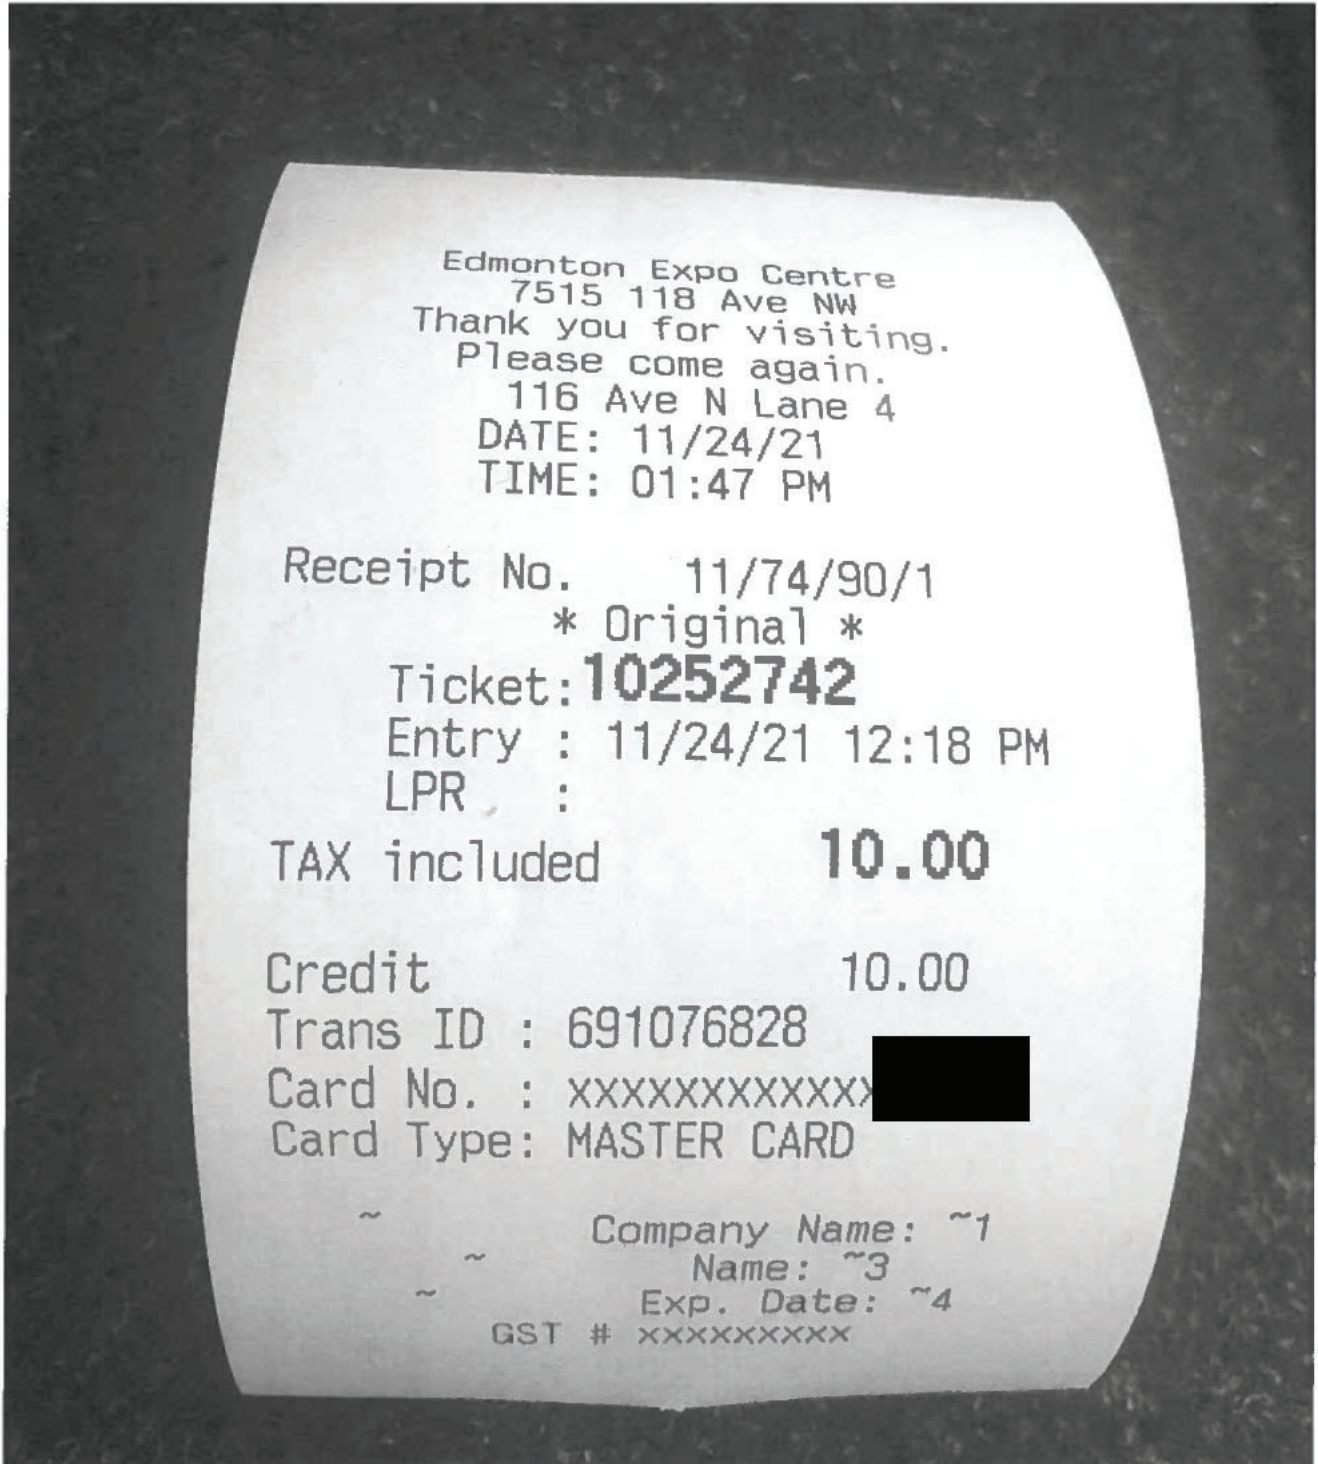 Edmonton Expo Centre
7515 118 Ave NW
Thank you for visiting.
Please come again.
116 Ave N Lane 4
DATE: 11/24/21
TIME: 01:47 PM
Receipt No. 11/74/90/1
* Original *
Ticket:10252742
Entry : 11/24/21 12:18 PM
LPR :
TAX included 10.00
Credit 10.00
Trans ID : 691076828
Card No. : XXXXXXXXXXXX
Card Type: MASTER CARD
~ Company Name: ~1
~ Name: ~3
~ Exp. Date: ~4
GST # xxxxxxxxx